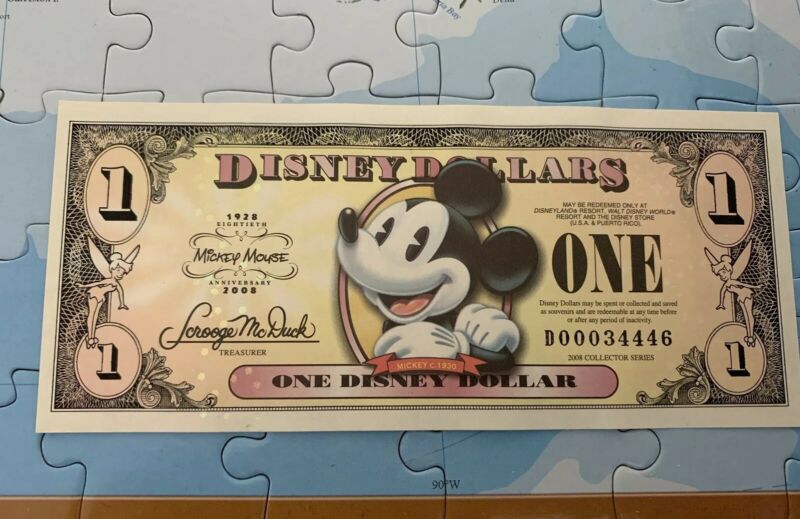 Bay
Delhi
1
DISNEY DOLLARS
1
1928
EIGHTIETH
Mickey Mouse
ANNIVERSARY
2008
MAY BE REDEEMED ONLY AT
DISNEYLAND® RESORT, WALT DISNEY WORLD®
RESORT AND THE DISNEY STORE
(U.S.A. & PUERTO RICO).
ONE
Disney Dollars may be spent or collected and saved
as souvenirs and are redeemable at any time before
or after any period of inactivity.
Scrooge McDuck
TREASURER
D00034446
2008 COLLECTOR SERIES
1
MICKEY c.1930
ONE DISNEY DOLLAR
1
90°W